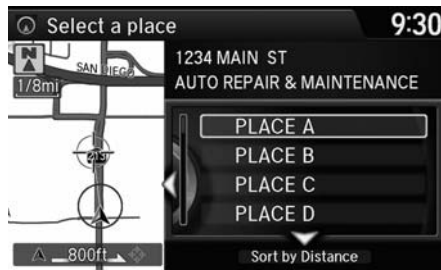 Select a place
9:30
N
SAN DIEGO
1/8mi
1234 MAIN ST
AUTO REPAIR & MAINTENANCE
PLACE A
PLACE B
PLACE C
PLACE D
800ft
Sort by Distance